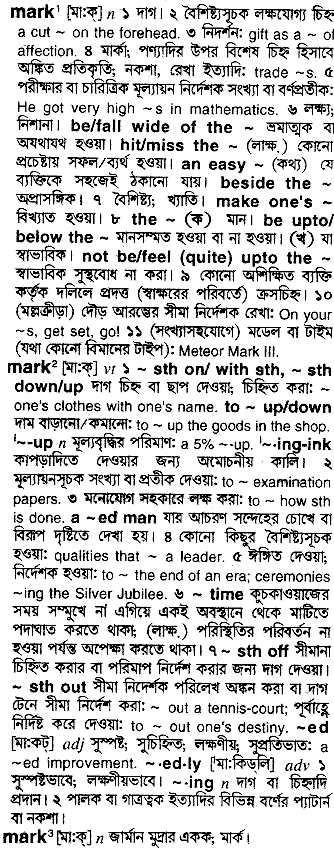 mark¹ [মা:ক্] n ১ দাগ। ২ বৈশিষ্ট্যসূচক লক্ষযোগ্য চিহ্ন
a cut ~ on the forehead. ৩ নিদর্শন: gift as a ~ of
affection. ৪ মার্কা; পণ্যাদির উপর বিশেষ চিহ্ন হিসাবে
অঙ্কিত প্রতিকৃতি; নকশা, রেখা ইত্যাদি: trade ~s. ৫
পরীক্ষার বা চারিত্রিক মূল্যায়ন নির্দেশক সংখ্যা বা বর্ণপ্রতীক:
He got very high ~s in mathematics. ৬ লক্ষ্য;
নিশানা। be/fall wide of the ~ ভ্রমাত্মক বা
অযথাযথ হওয়া। hit/miss the ~ (লাক্ষ.) কোনো
প্রচেষ্টায় সফল/ব্যর্থ হওয়া। an easy ~ (কথ্য) যে
ব্যক্তিকে সহজেই ঠকানো যায়। beside the ~
অপ্রাসঙ্গিক। ৭ বৈশিষ্ট্য; খ্যাতি। make one's ~
বিখ্যাত হওয়া। ৮ the ~ (ক) মান। be upto/
below the ~ মানসম্মত হওয়া বা না হওয়া। (খ) যা
স্বাভাবিক। not be/feel (quite) upto the ~
স্বাভাবিক সুস্থবোধ না করা। ৯ কোনো অশিক্ষিত ব্যক্তি
কর্তৃক দলিলে প্রদত্ত (স্বাক্ষরের পরিবর্তে) ক্রসচিহ্ন। ১০
(মল্লক্রীড়া) দৌড় আরম্ভের সীমা নির্দেশক রেখা: On your
~s, get set, go! ১১ (সংখ্যাসহযোগে) মডেল বা টাইম
(যথা কোনো বিমানের টাইপ): Meteor Mark III.
mark² [মা:ক্] vt ১ ~ sth on/ with sth, ~ sth
down/up দাগ চিহ্ন বা ছাপ দেওয়া; চিহ্নিত করা: ~
one's clothes with one's name. to ~ up/down
দাম বাড়ানো/কমানো: to ~ up the goods in the shop.
ˈ~-up n মূল্যবৃদ্ধির পরিমাণ: a 5% ~-up. ˈ~·ing-ink
কাপড়াদিতে দেওয়ার জন্য অমোচনীয় কালি। ২
মূল্যায়নসূচক সংখ্যা বা প্রতীক দেওয়া: to ~ examination
papers. ৩ মনোযোগ সহকারে লক্ষ করা: to ~ how sth
is done. a ~ed man যার আচরণ সন্দেহের চোখে বা
বিরূপ দৃষ্টিতে দেখা হয়। ৪ কোনো কিছুর বৈশিষ্ট্যসূচক
হওয়া: qualities that ~ a leader. ৫ ইঙ্গিত দেওয়া;
নির্দেশক হওয়া: to ~ the end of an era; ceremonies
~ing the Silver Jubilee. ৬ ~ time কুচকাওয়াজের
সময় সম্মুখে না এগিয়ে একই অবস্থানে থেকে মাটিতে
পদাঘাত করতে থাকা; (লাক্ষ.) পরিস্থিতির পরিবর্তন না
হওয়া পর্যন্ত অপেক্ষা করতে থাকা। ৭ ~ sth off সীমানা
চিহ্নিত করার বা পরিমাপ নির্দেশ করার জন্য দাগ দেওয়া।
~ sth out সীমা নির্দেশক পরিলেখ অঙ্কন করা বা দাগ
টেনে সীমা নির্দেশ করা: ~ out a tennis-court; পূর্বাহ্নে
নির্দিষ্ট করে দেওয়া: to ~ out one's destiny. ~ed
[মা:কট্] adj সুস্পষ্ট; সুচিহ্নিত; লক্ষণীয়; সুপ্রতিভাত: a
~ed improvement. ~·ed·ly [মা:কিড্‌লি] adv ১
সুস্পষ্টভাবে; লক্ষণীয়ভাবে। ~·ing n দাগ বা চিহ্নাদি
প্রদান। ২ পালক বা গাত্রত্বক ইত্যাদির বিভিন্ন বর্ণের প্যাটার্ন
বা নকশা।
mark³ [মা:ক্] n জার্মান মুদ্রার একক; মার্ক।